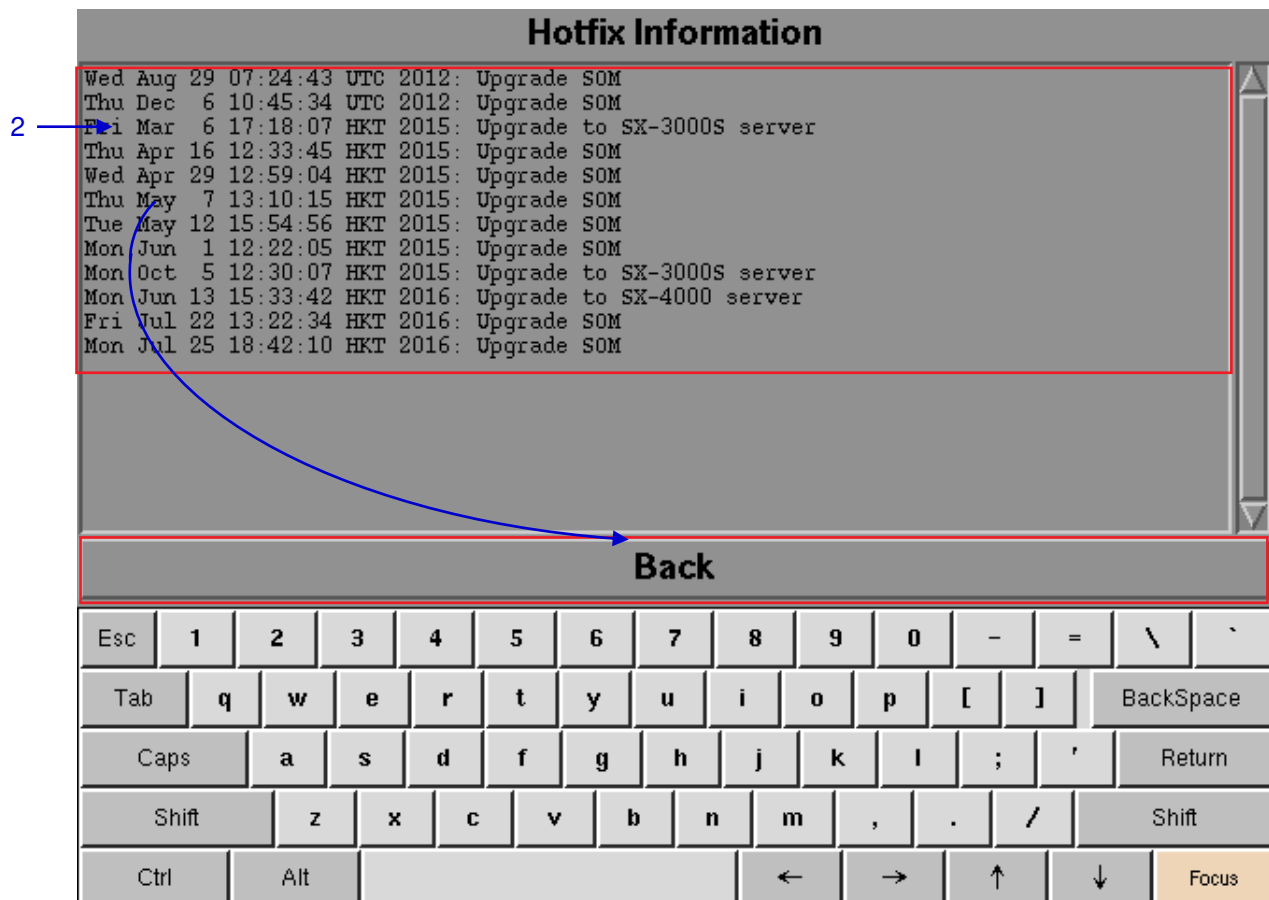 Hotfix Information
Wed Aug 29 07:24:43 UTC 2012: Upgrade SOM
Thu Dec  6 10:45:34 UTC 2012: Upgrade SOM
2
Fri Mar  6 17:18:07 HKT 2015: Upgrade to SX-3000S server
Thu Apr 16 12:33:45 HKT 2015: Upgrade SOM
Wed Apr 29 12:59:04 HKT 2015: Upgrade SOM
Thu May  7 13:10:15 HKT 2015: Upgrade SOM
Tue May 12 15:54:56 HKT 2015: Upgrade SOM
Mon Jun  1 12:22:05 HKT 2015: Upgrade SOM
Mon Oct  5 12:30:07 HKT 2015: Upgrade to SX-3000S server
Mon Jun 13 15:33:42 HKT 2016: Upgrade to SX-4000 server
Fri Jul 22 13:22:34 HKT 2016: Upgrade SOM
Mon Jul 25 18:42:10 HKT 2016: Upgrade SOM
Back
Esc 1 2 3 4 5 6 7 8 9 0 - = \ `
Tab q w e r t y u i o p [ ] BackSpace
Caps a s d f g h j k l ; ' Return
Shift z x c v b n m , . / Shift
Ctrl Alt ← → ↑ ↓ Focus